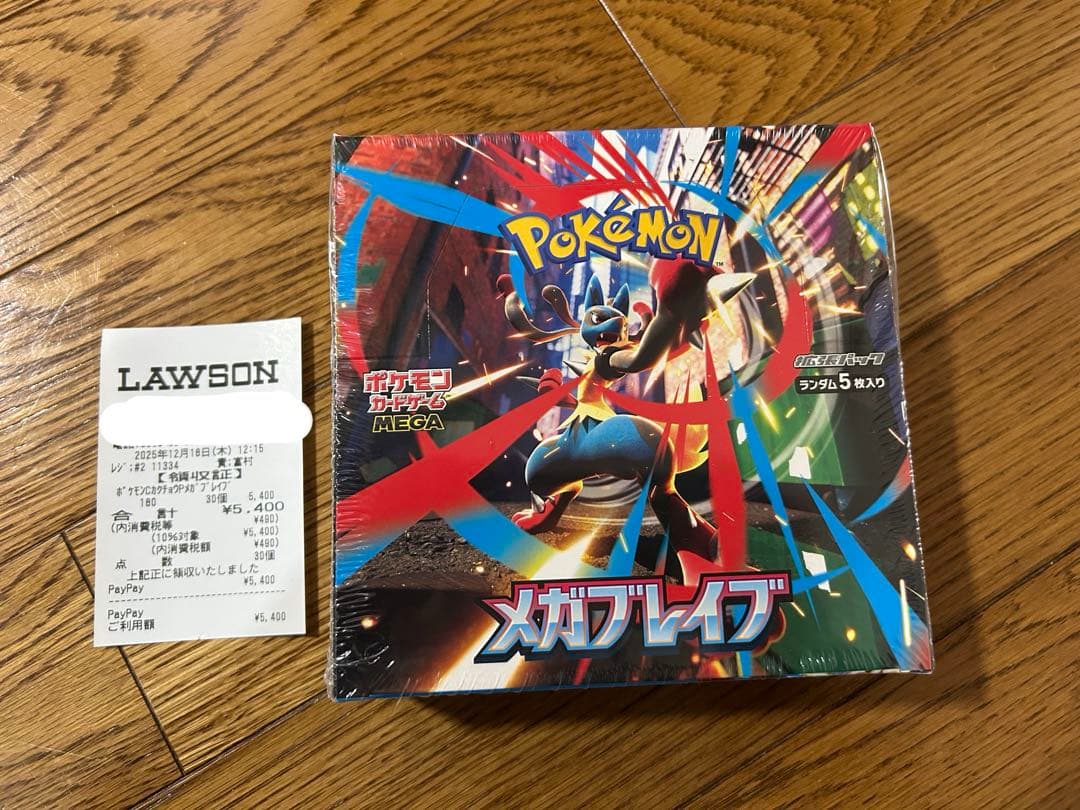 LAWSON
2025年12月18日(木) 12:15
レジ:#2 11334 責:富村
【領収証】
ポケモンCカクチョウPメガブレイブ
180 30個 5,400
合 計 ¥5,400
(内消費税等 ¥490)
(10%対象 ¥5,400)
(内消費税額 ¥490)
点 数 30個
上記正に領収いたしました
PayPay ¥5,400
PayPay
ご利用額 ¥5,400
POKéMON
TM
拡張パック
ランダム5枚入り
ポケモン
カードゲーム
MEGA
メガブレイブ